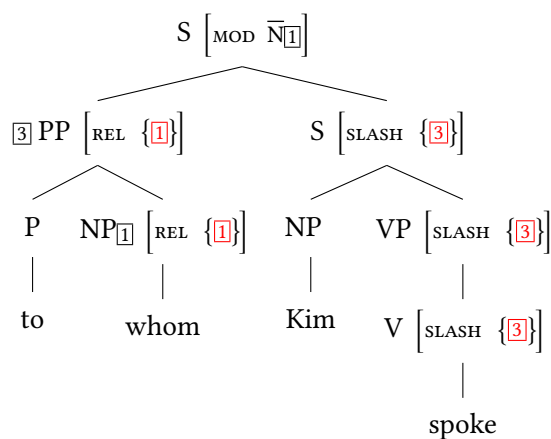 S [MOD N̅1]
3 PP [REL {1}] S [SLASH {3}]
P NP1 [REL {1}] NP VP [SLASH {3}]
to whom Kim V [SLASH {3}]
spoke